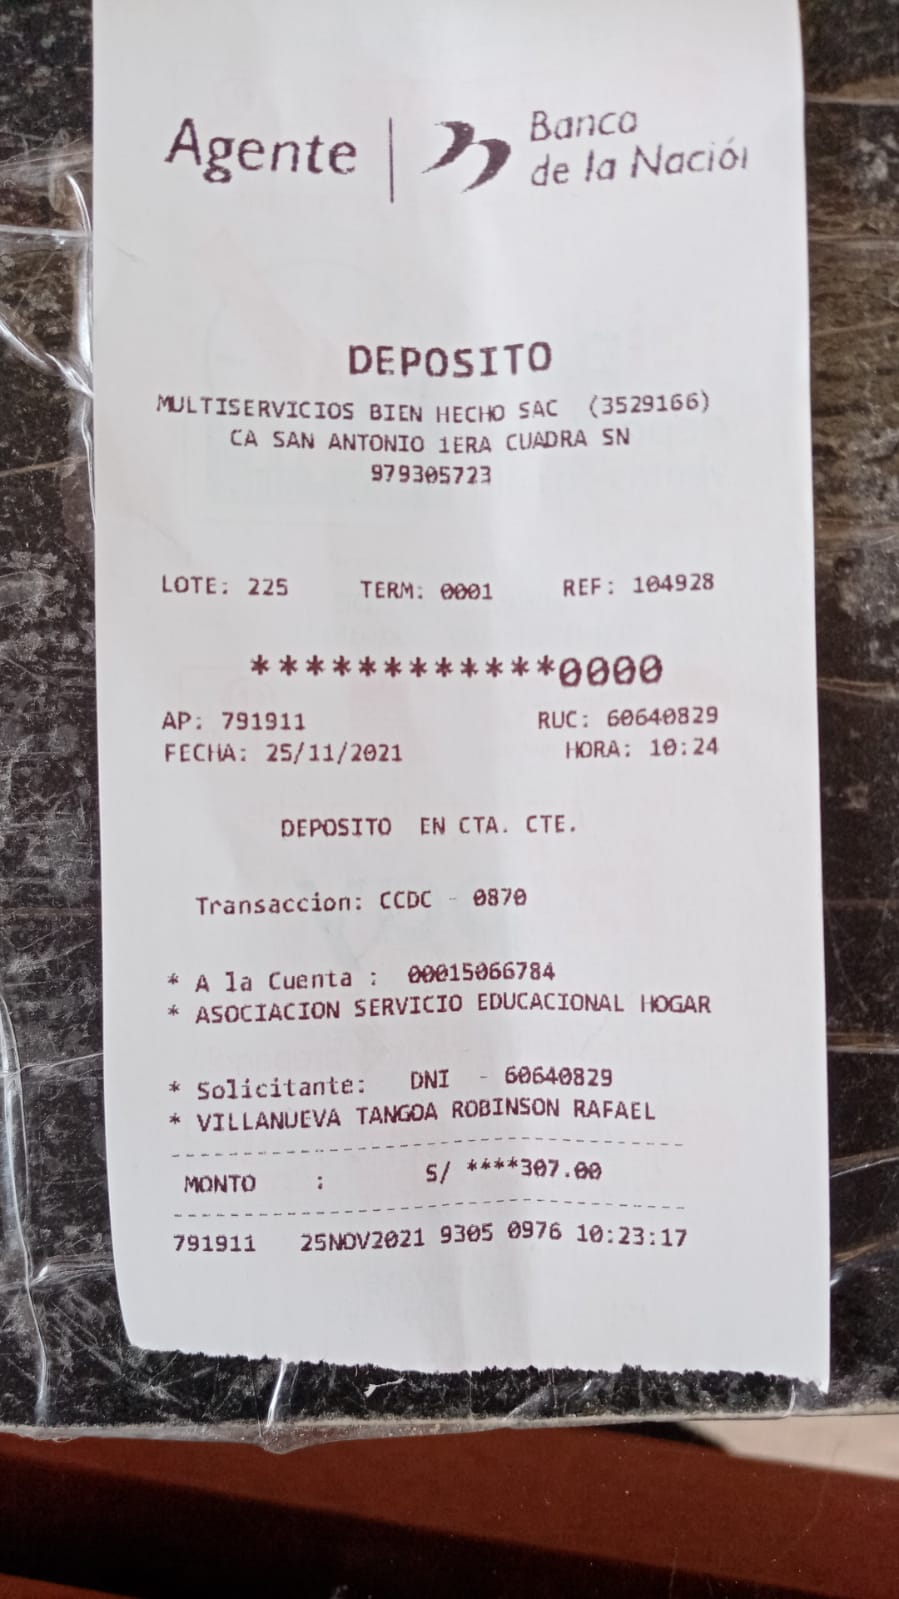 Agente | Banco
de la Nación
DEPOSITO
MULTISERVICIOS BIEN HECHO SAC (3529166)
CA SAN ANTONIO 1ERA CUADRA SN
979305723
LOTE: 225 TERM: 0001 REF: 104928
************0000
AP: 791911 RUC: 60640829
FECHA: 25/11/2021 HORA: 10:24
DEPOSITO EN CTA. CTE.
Transaccion: CCDC - 0870
* A la Cuenta : 00015066784
* ASOCIACION SERVICIO EDUCACIONAL HOGAR
* Solicitante: DNI - 60640829
* VILLANUEVA TANGOA ROBINSON RAFAEL
MONTO : S/ ****307.00
791911 25NOV2021 9305 0976 10:23:17